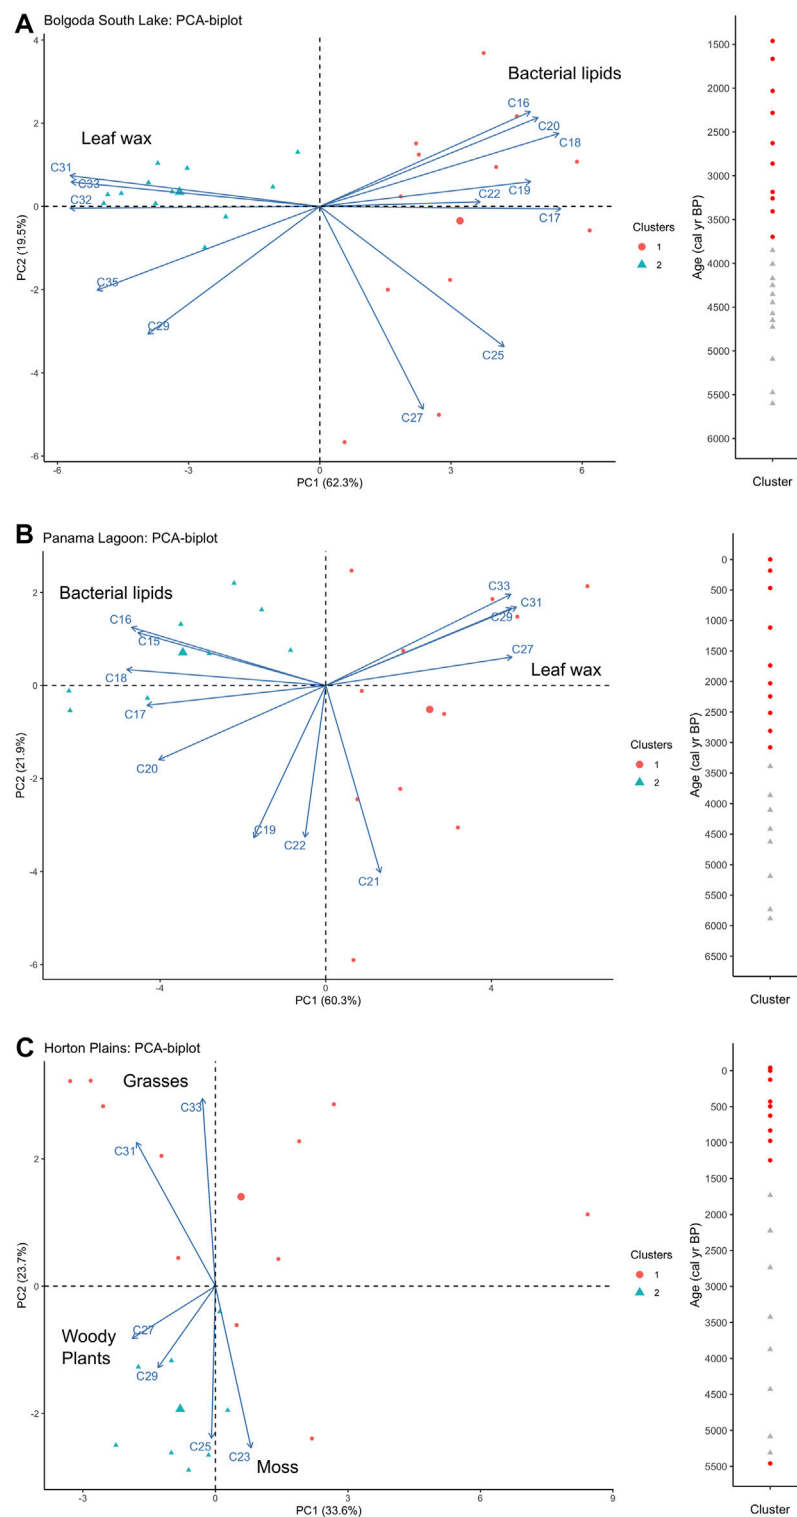 A Bolgoda South Lake: PCA-biplot
4
2
0
-2
-4
-6
PC2 (19.5%)
Leaf wax
Bacterial lipids
C16
C20
C18
C19
C22
C17
C31
C33
C32
C35
C29
C25
C27
-6
-3
0
3
6
PC1 (62.3%)
Clusters
1
2
Age (cal yr BP)
1500
2000
2500
3000
3500
4000
4500
5000
5500
6000
Cluster
B Panama Lagoon: PCA-biplot
2
0
-2
-4
-6
PC2 (21.9%)
Bacterial lipids
C16
C15
C18
C17
C20
C19
C22
C21
C33
C31
C29
C27
Leaf wax
-4
0
4
PC1 (60.3%)
Clusters
1
2
Age (cal yr BP)
0
500
1000
1500
2000
2500
3000
3500
4000
4500
5000
5500
6000
6500
Cluster
C Horton Plains: PCA-biplot
2
0
-2
PC2 (23.7%)
Grasses
C33
C31
C27
Woody
Plants
C29
C25
C23
Moss
-3
0
3
6
9
PC1 (33.6%)
Clusters
1
2
Age (cal yr BP)
0
500
1000
1500
2000
2500
3000
3500
4000
4500
5000
5500
Cluster